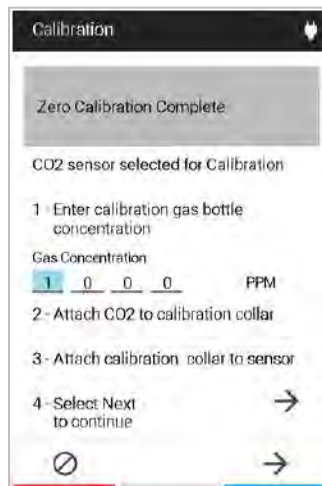 Calibration
Zero Calibration Complete
CO2 sensor selected for Calibration
1 - Enter calibration gas bottle
concentration
Gas Concentration
1 0 0 0 PPM
2 - Attach CO2 to calibration collar
3 - Attach calibration collar to sensor
4 - Select Next
to continue